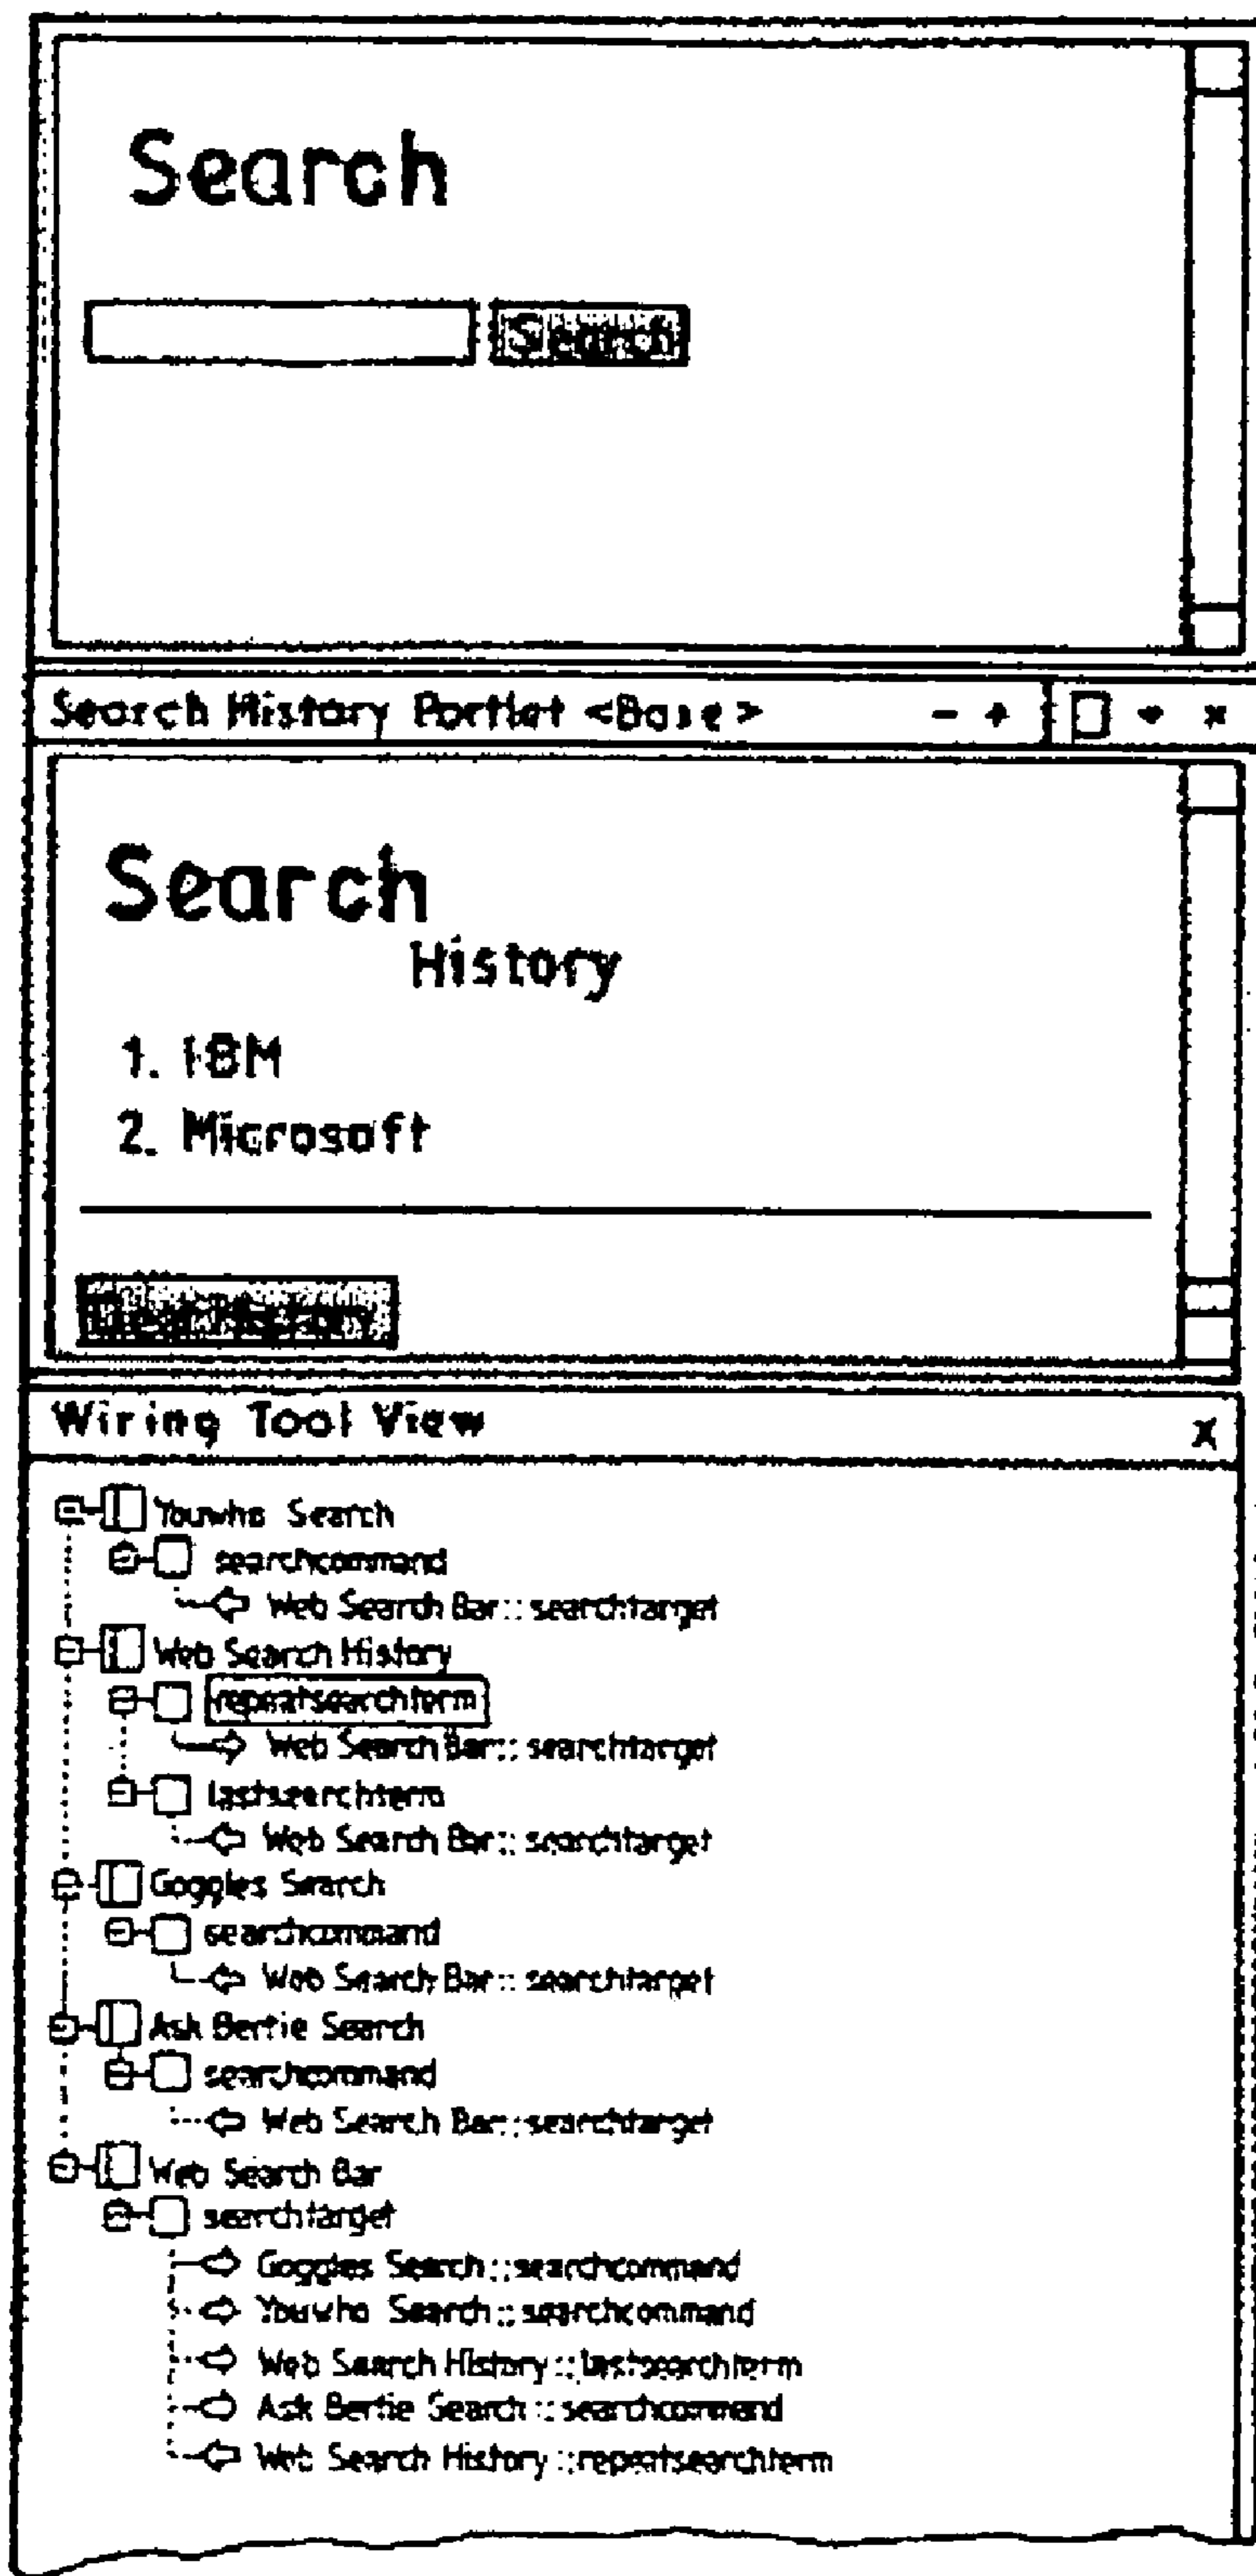 Search
Search
Search History Portlet <Base> - + x
Search
History
1. IBM
2. Microsoft
Wiring Tool View x
Youwho Search
searchcommand
Web Search Bar::searchtarget
Web Search History
repeatsearchterm
Web Search Bar::searchtarget
lastsearchterm
Web Search Bar::searchtarget
Goggles Search
searchcommand
Web Search Bar::searchtarget
Ask Bertie Search
searchcommand
Web Search Bar::searchtarget
Web Search Bar
searchtarget
Goggles Search::searchcommand
Youwho Search::searchcommand
Web Search History::lastsearchterm
Ask Bertie Search::searchcommand
Web Search History::repeatsearchterm